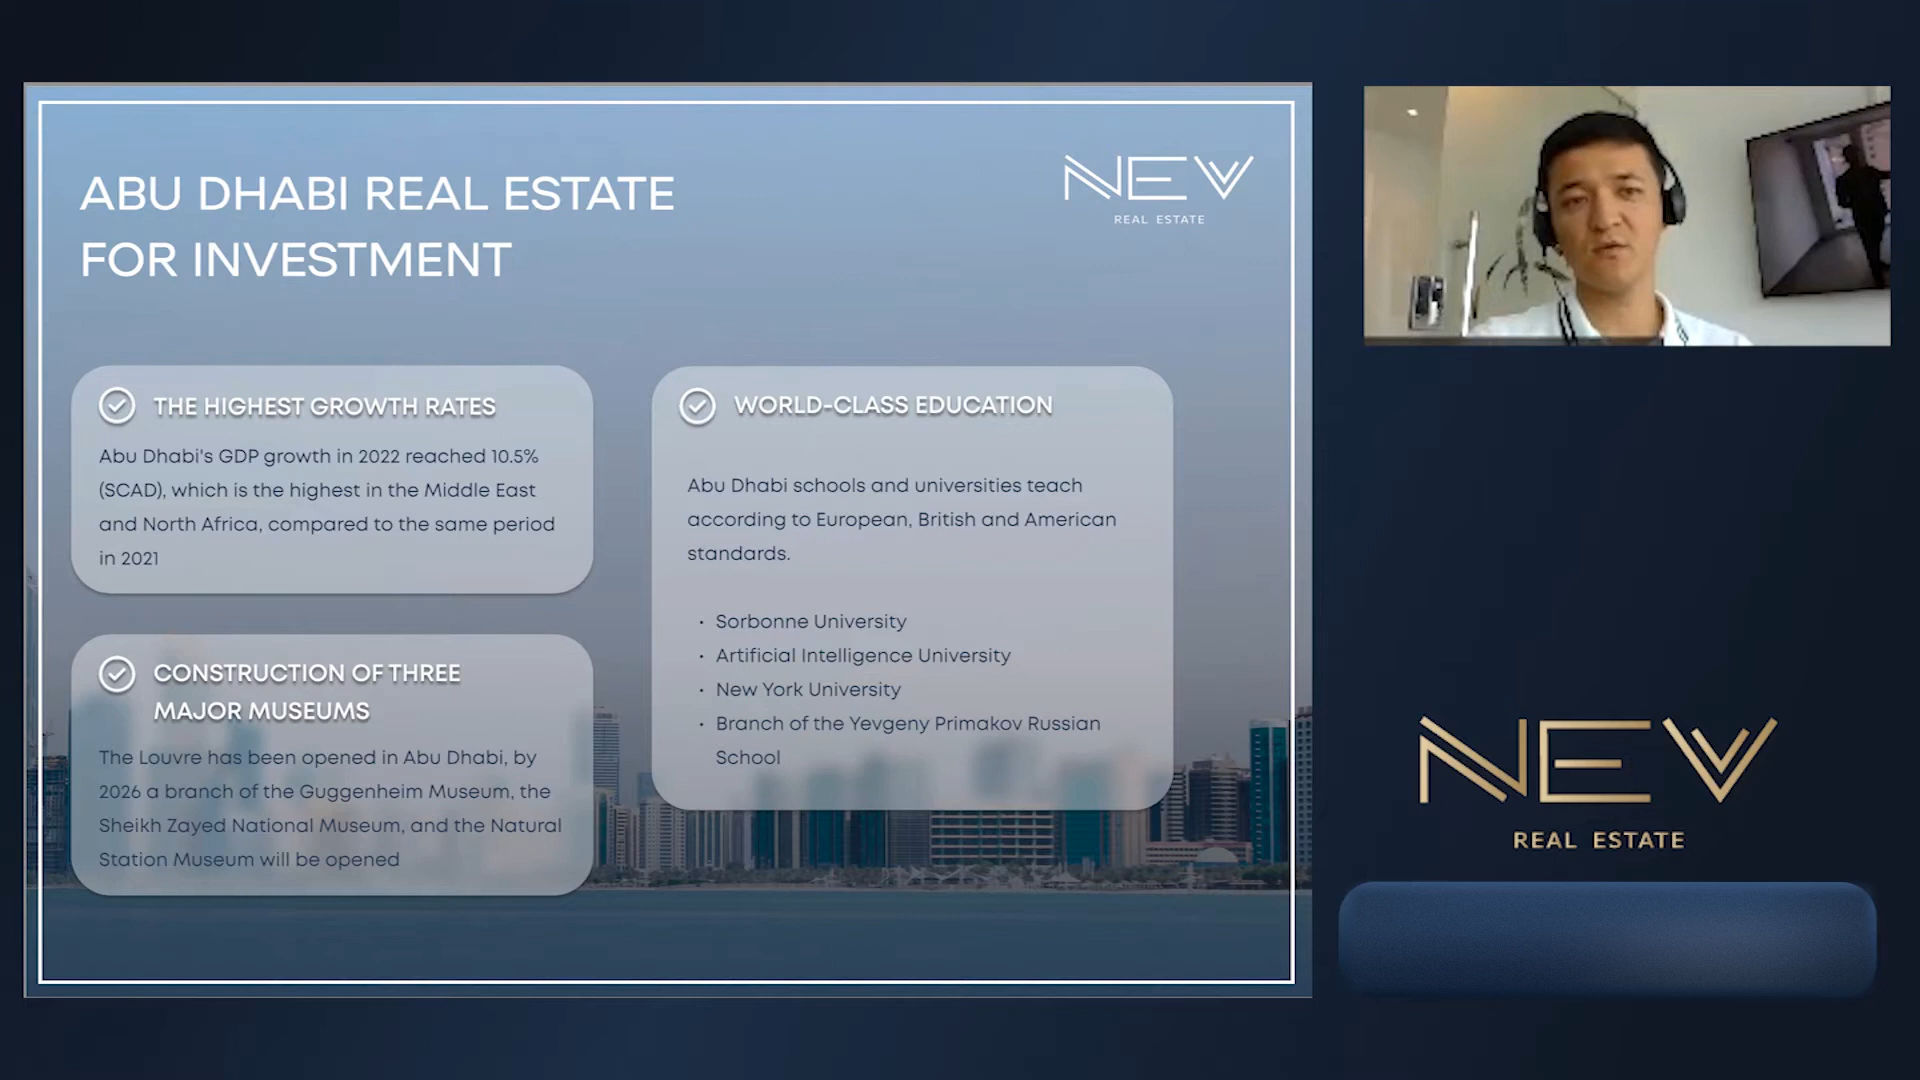 ABU DHABI REAL ESTATE
FOR INVESTMENT
NEV
REAL ESTATE
THE HIGHEST GROWTH RATES
Abu Dhabi's GDP growth in 2022 reached 10.5%
(SCAD), which is the highest in the Middle East
and North Africa, compared to the same period
in 2021
CONSTRUCTION OF THREE
MAJOR MUSEUMS
The Louvre has been opened in Abu Dhabi, by
2026 a branch of the Guggenheim Museum, the
Sheikh Zayed National Museum, and the Natural
Station Museum will be opened
WORLD-CLASS EDUCATION
Abu Dhabi schools and universities teach
according to European, British and American
standards.
• Sorbonne University
• Artificial Intelligence University
• New York University
• Branch of the Yevgeny Primakov Russian
School
NEV
REAL ESTATE